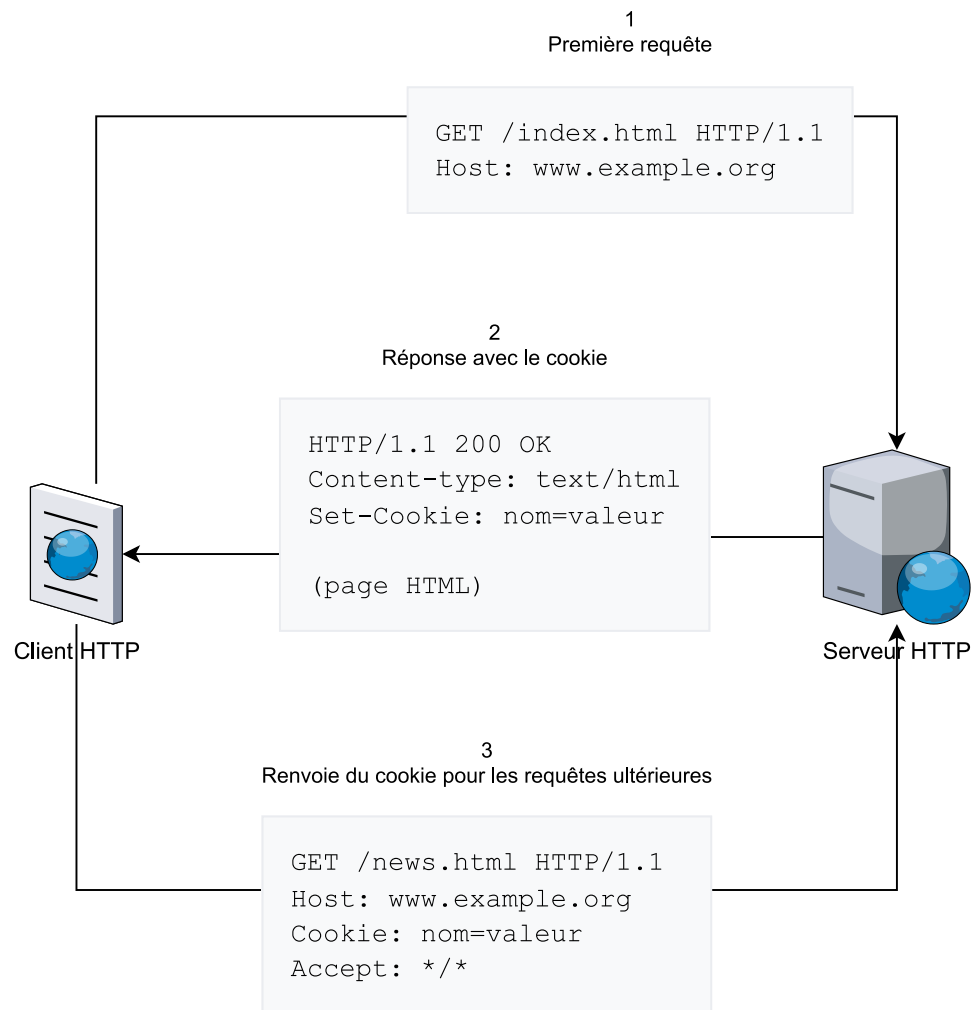 1
Première requête
GET /index.html HTTP/1.1
Host: www.example.org
2
Réponse avec le cookie
HTTP/1.1 200 OK
Content-type: text/html
Set-Cookie: nom=valeur
(page HTML)
Client HTTP
Serveur HTTP
3
Renvoie du cookie pour les requêtes ultérieures
GET /news.html HTTP/1.1
Host: www.example.org
Cookie: nom=valeur
Accept: */*